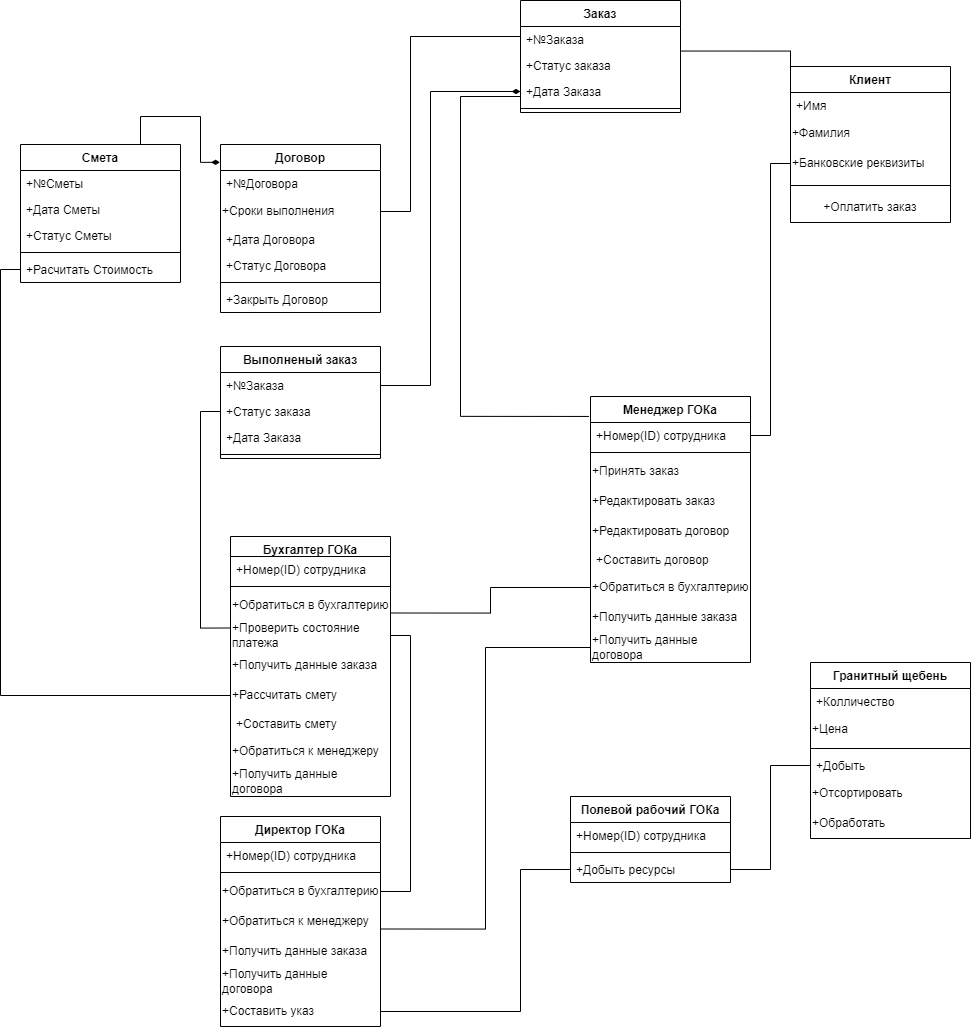 Заказ
+№Заказа
+Статус заказа
+Дата Заказа
Клиент
+Имя
+Фамилия
+Банковские реквизиты
+Оплатить заказ
Смета
+№Сметы
+Дата Сметы
+Статус Сметы
+Расчитать Стоимость
Договор
+№Договора
+Сроки выполнения
+Дата Договора
+Статус Договора
+Закрыть Договор
Выполненый заказ
+№Заказа
+Статус заказа
+Дата Заказа
Менеджер ГОКа
+Номер(ID) сотрудника
+Принять заказ
+Редактировать заказ
+Редактировать договор
+Составить договор
+Обратиться в бухгалтерию
+Получить данные заказа
+Получить данные
договора
Бухгалтер ГОКа
+Номер(ID) сотрудника
+Обратиться в бухгалтерию
+Проверить состояние
платежа
+Получить данные заказа
+Рассчитать смету
+Составить смету
+Обратиться к менеджеру
+Получить данные
договора
Гранитный щебень
+Колличество
+Цена
+Добыть
+Отсортировать
+Обработать
Полевой рабочий ГОКа
+Номер(ID) сотрудника
+Добыть ресурсы
Директор ГОКа
+Номер(ID) сотрудника
+Обратиться в бухгалтерию
+Обратиться к менеджеру
+Получить данные заказа
+Получить данные
договора
+Составить указ